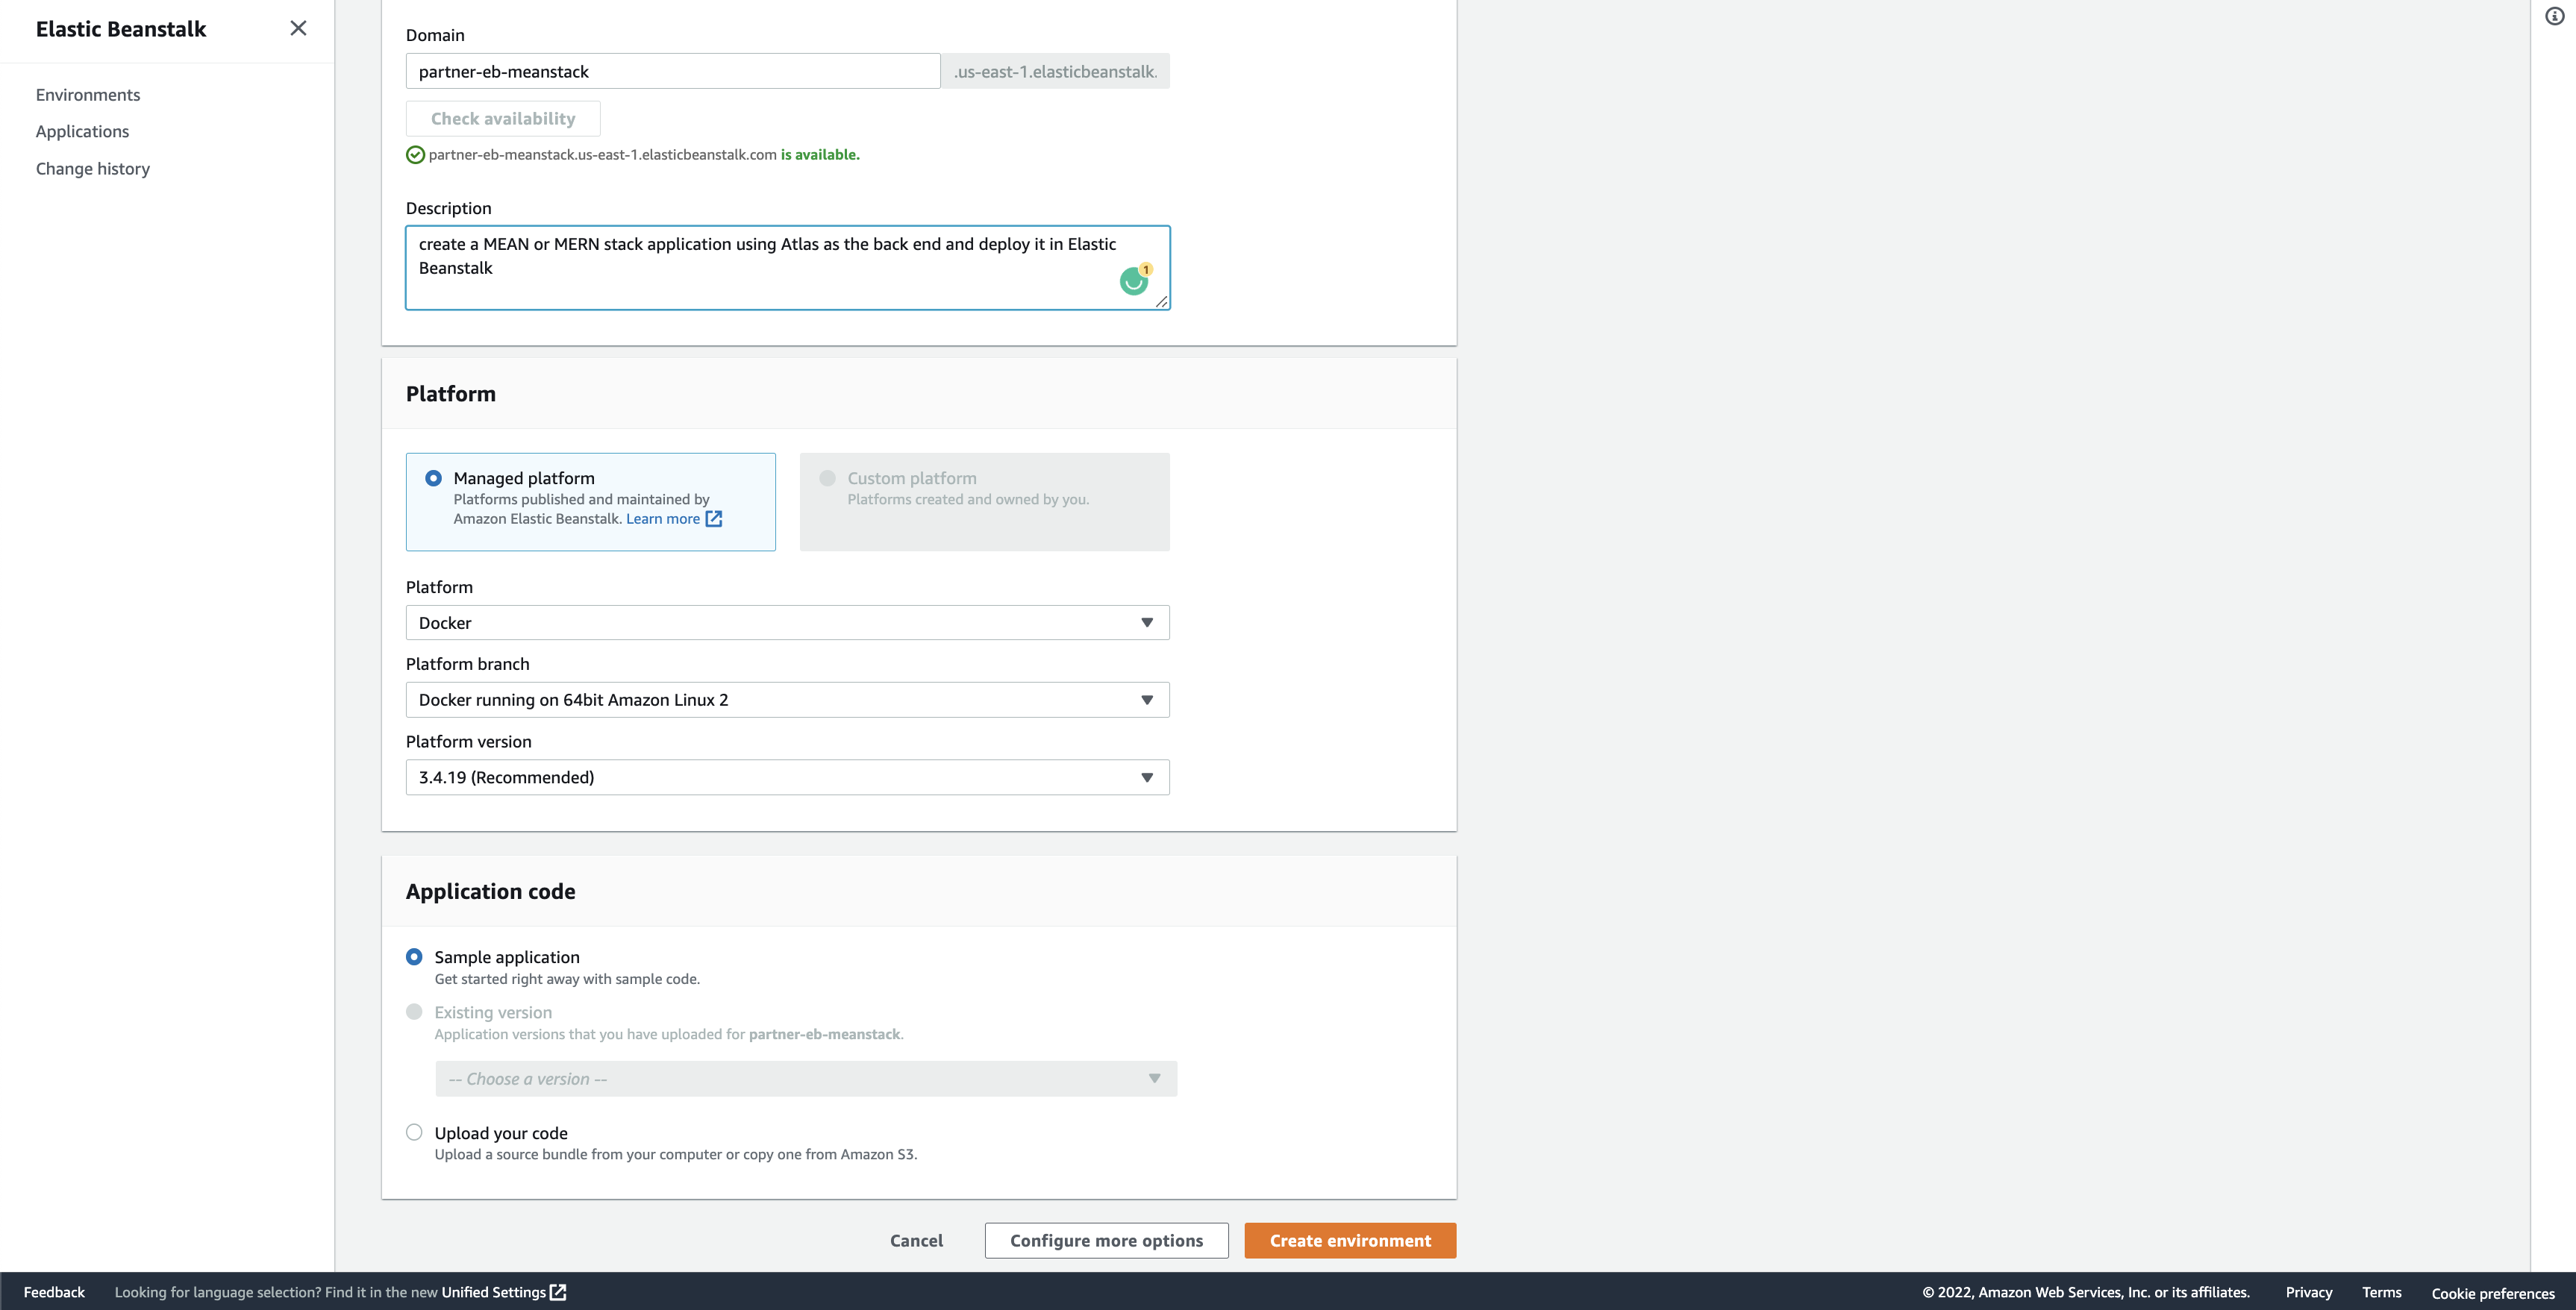 Elastic Beanstalk
Environments
Applications
Change history
Domain
partner-eb-meanstack
.us-east-1.elasticbeanstalk.
Check availability
partner-eb-meanstack.us-east-1.elasticbeanstalk.com is available.
Description
create a MEAN or MERN stack application using Atlas as the back end and deploy it in Elastic
Beanstalk
1
Platform
Managed platform
Platforms published and maintained by
Amazon Elastic Beanstalk. Learn more
Custom platform
Platforms created and owned by you.
Platform
Docker
Platform branch
Docker running on 64bit Amazon Linux 2
Platform version
3.4.19 (Recommended)
Application code
Sample application
Get started right away with sample code.
Existing version
Application versions that you have uploaded for partner-eb-meanstack.
-- Choose a version --
Upload your code
Upload a source bundle from your computer or copy one from Amazon S3.
Cancel
Configure more options
Create environment
Feedback
Looking for language selection? Find it in the new Unified Settings
© 2022, Amazon Web Services, Inc. or its affiliates.
Privacy
Terms
Cookie preferences